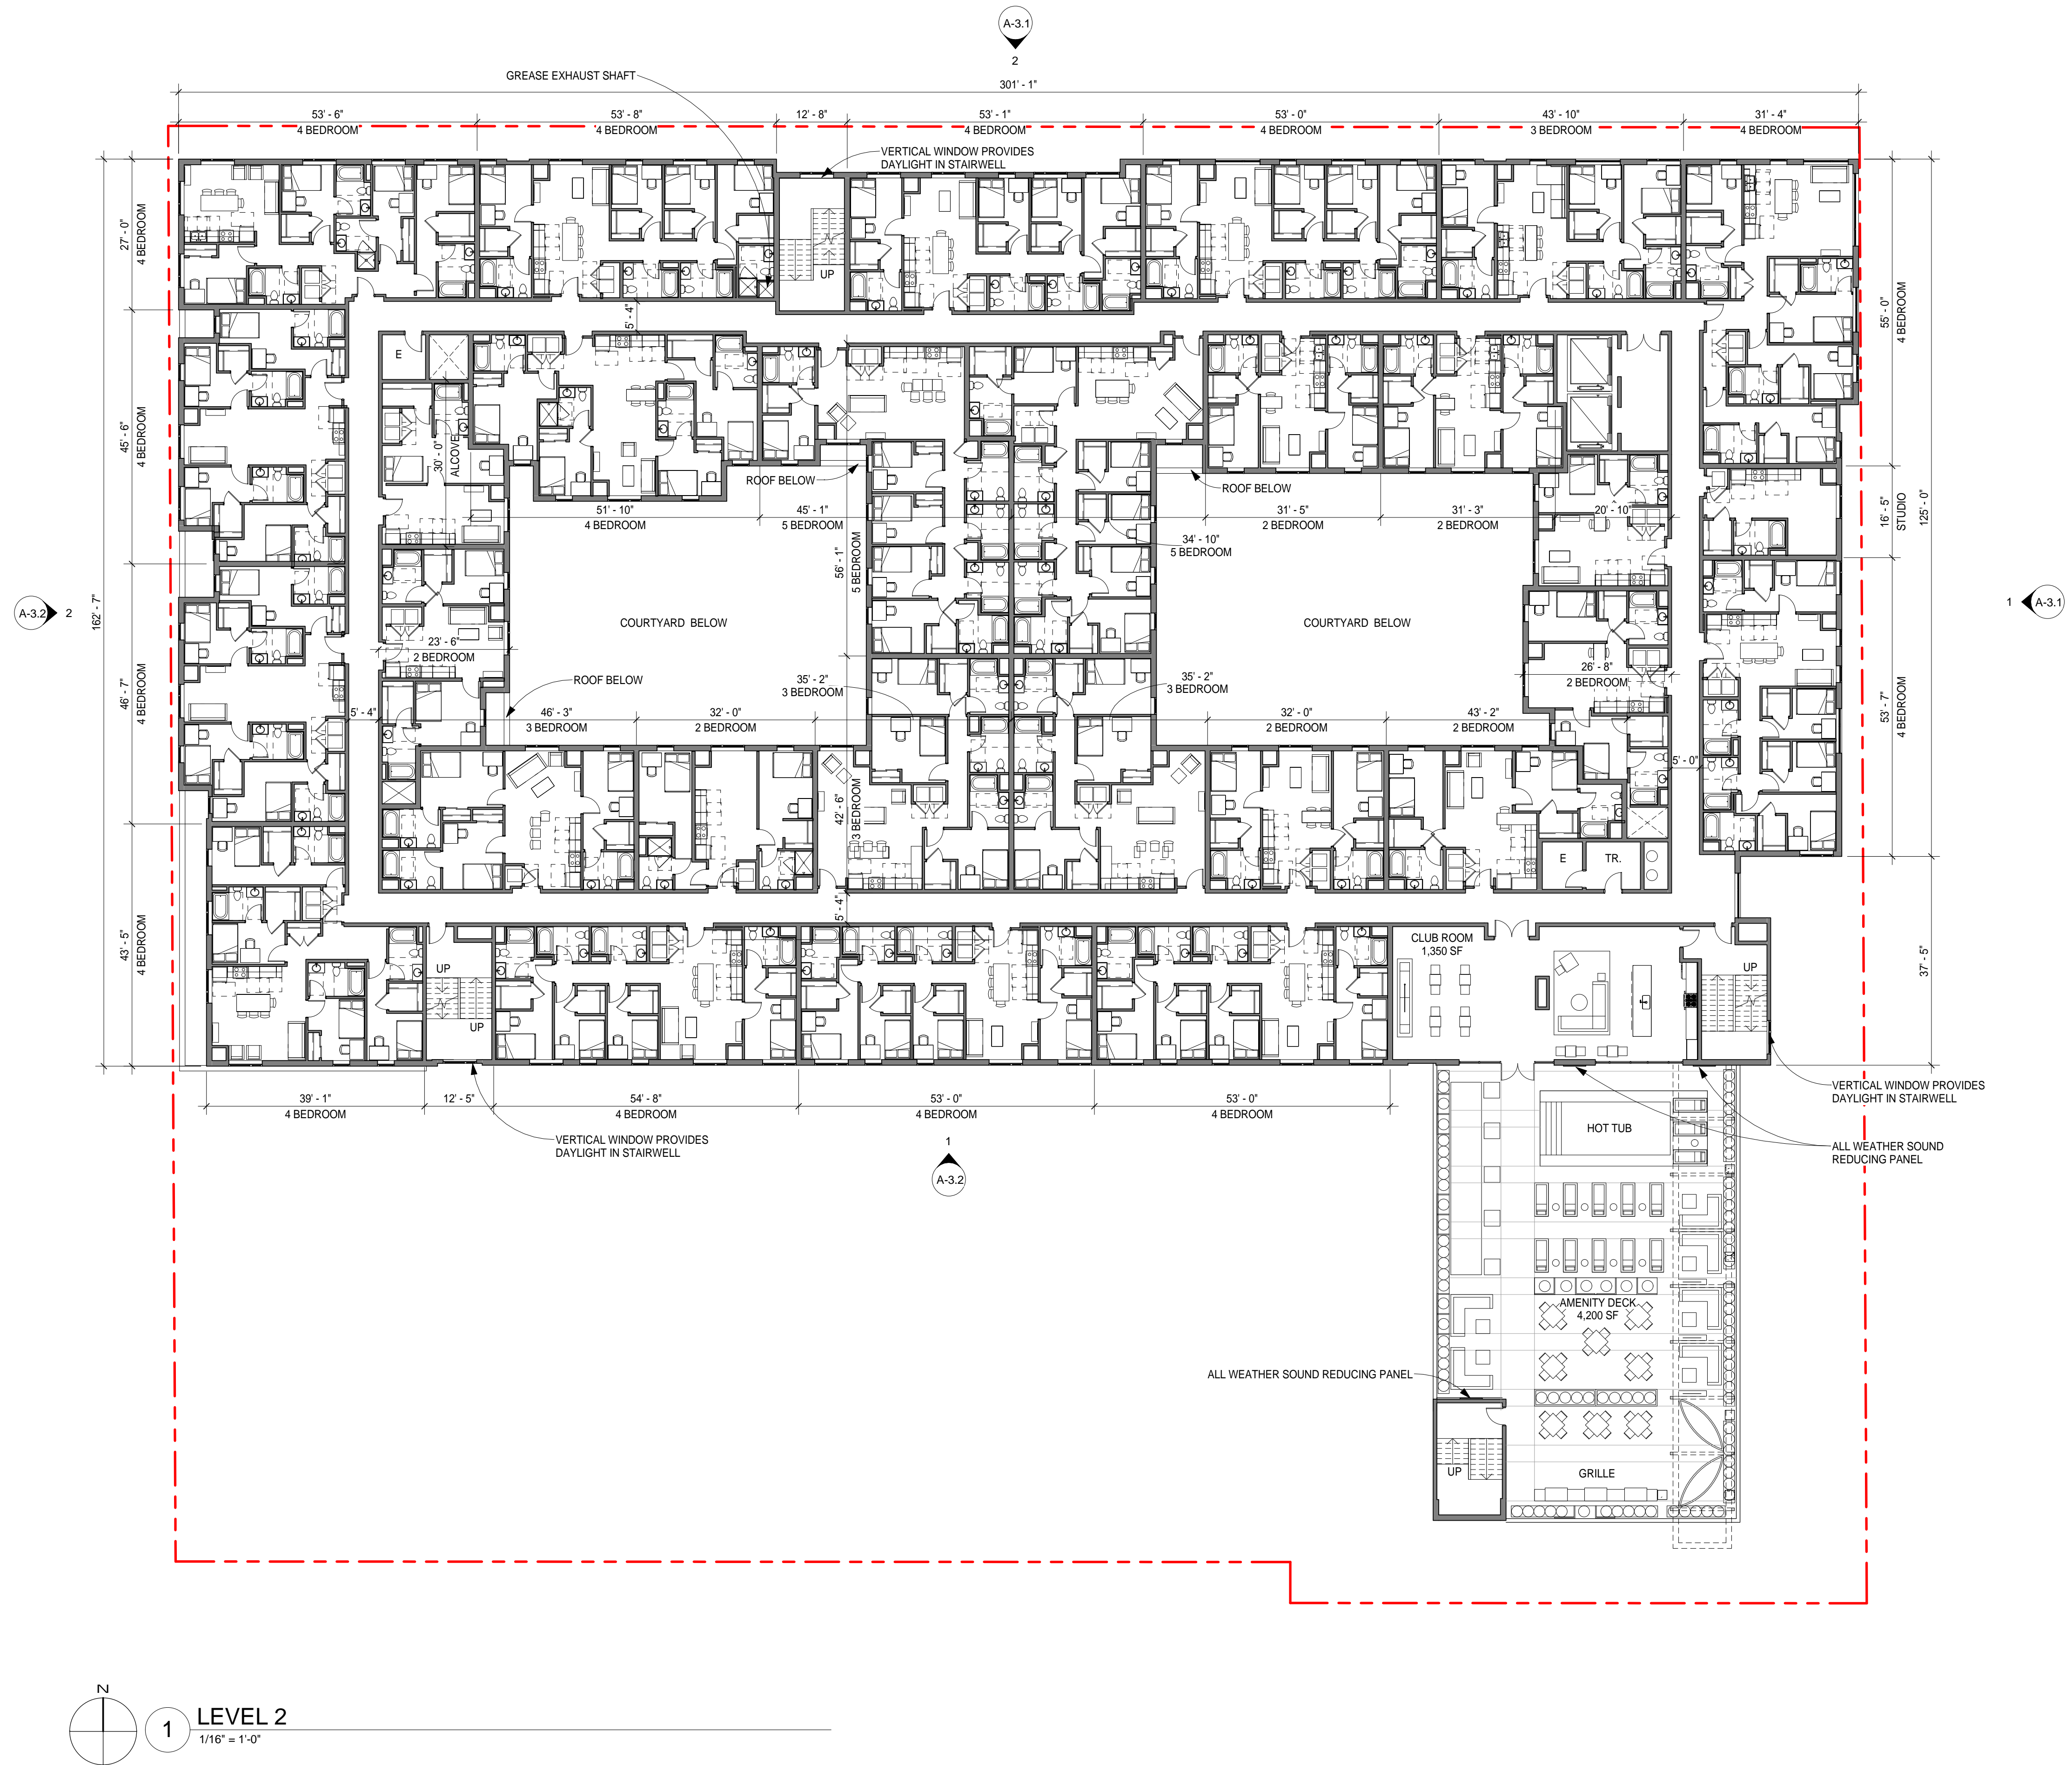 A-3.1
2
GREASE EXHAUST SHAFT
301' - 1"
53' - 6"
4 BEDROOM
53' - 8"
4 BEDROOM
12' - 8"
53' - 1"
4 BEDROOM
53' - 0"
4 BEDROOM
43' - 10"
3 BEDROOM
31' - 4"
4 BEDROOM
VERTICAL WINDOW PROVIDES
DAYLIGHT IN STAIRWELL
27' - 0"
4 BEDROOM
UP
5' - 4"
55' - 0"
4 BEDROOM
E
45' - 6"
4 BEDROOM
30' - 0"
ALCOVE
ROOF BELOW
ROOF BELOW
51' - 10"
4 BEDROOM
45' - 1"
5 BEDROOM
31' - 5"
2 BEDROOM
31' - 3"
2 BEDROOM
20' - 10"
16' - 5"
STUDIO
125' - 0"
34' - 10"
5 BEDROOM
56' - 1"
5 BEDROOM
A-3.2
2
162' - 7"
COURTYARD BELOW
COURTYARD BELOW
1
A-3.1
23' - 6"
2 BEDROOM
26' - 8"
2 BEDROOM
ROOF BELOW
35' - 2"
3 BEDROOM
35' - 2"
3 BEDROOM
46' - 7"
4 BEDROOM
5' - 4"
46' - 3"
3 BEDROOM
32' - 0"
2 BEDROOM
32' - 0"
2 BEDROOM
43' - 2"
2 BEDROOM
53' - 7"
4 BEDROOM
5' - 0"
42' - 6"
3 BEDROOM
E
TR.
5' - 4"
43' - 5"
4 BEDROOM
CLUB ROOM
1,350 SF
UP
UP
UP
37' - 5"
39' - 1"
4 BEDROOM
12' - 5"
54' - 8"
4 BEDROOM
53' - 0"
4 BEDROOM
53' - 0"
4 BEDROOM
VERTICAL WINDOW PROVIDES
DAYLIGHT IN STAIRWELL
VERTICAL WINDOW PROVIDES
DAYLIGHT IN STAIRWELL
HOT TUB
1
A-3.2
ALL WEATHER SOUND
REDUCING PANEL
AMENITY DECK
4,200 SF
ALL WEATHER SOUND REDUCING PANEL
UP
GRILLE
N
1
LEVEL 2
1/16" = 1'-0"